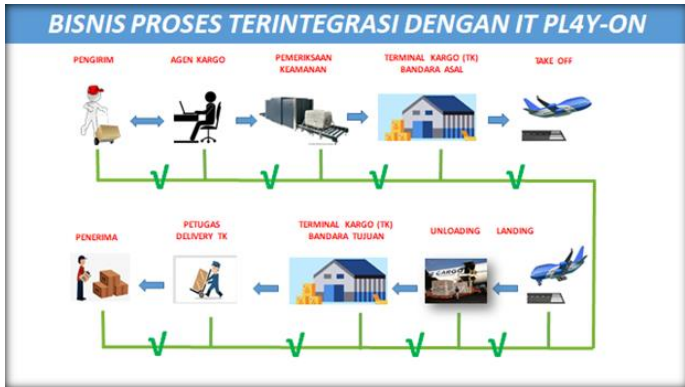 BISNIS PROSES TERINTEGRASI DENGAN IT PL4Y-ON
PENGIRIM
AGEN KARGO
PEMERIKSAAN
KEAMANAN
TERMINAL KARGO (TK)
BANDARA ASAL
TAKE OFF
PENERIMA
PETUGAS
DELIVERY TK
TERMINAL KARGO (TK)
BANDARA TUJUAN
UNLOADING
LANDING
CARGO